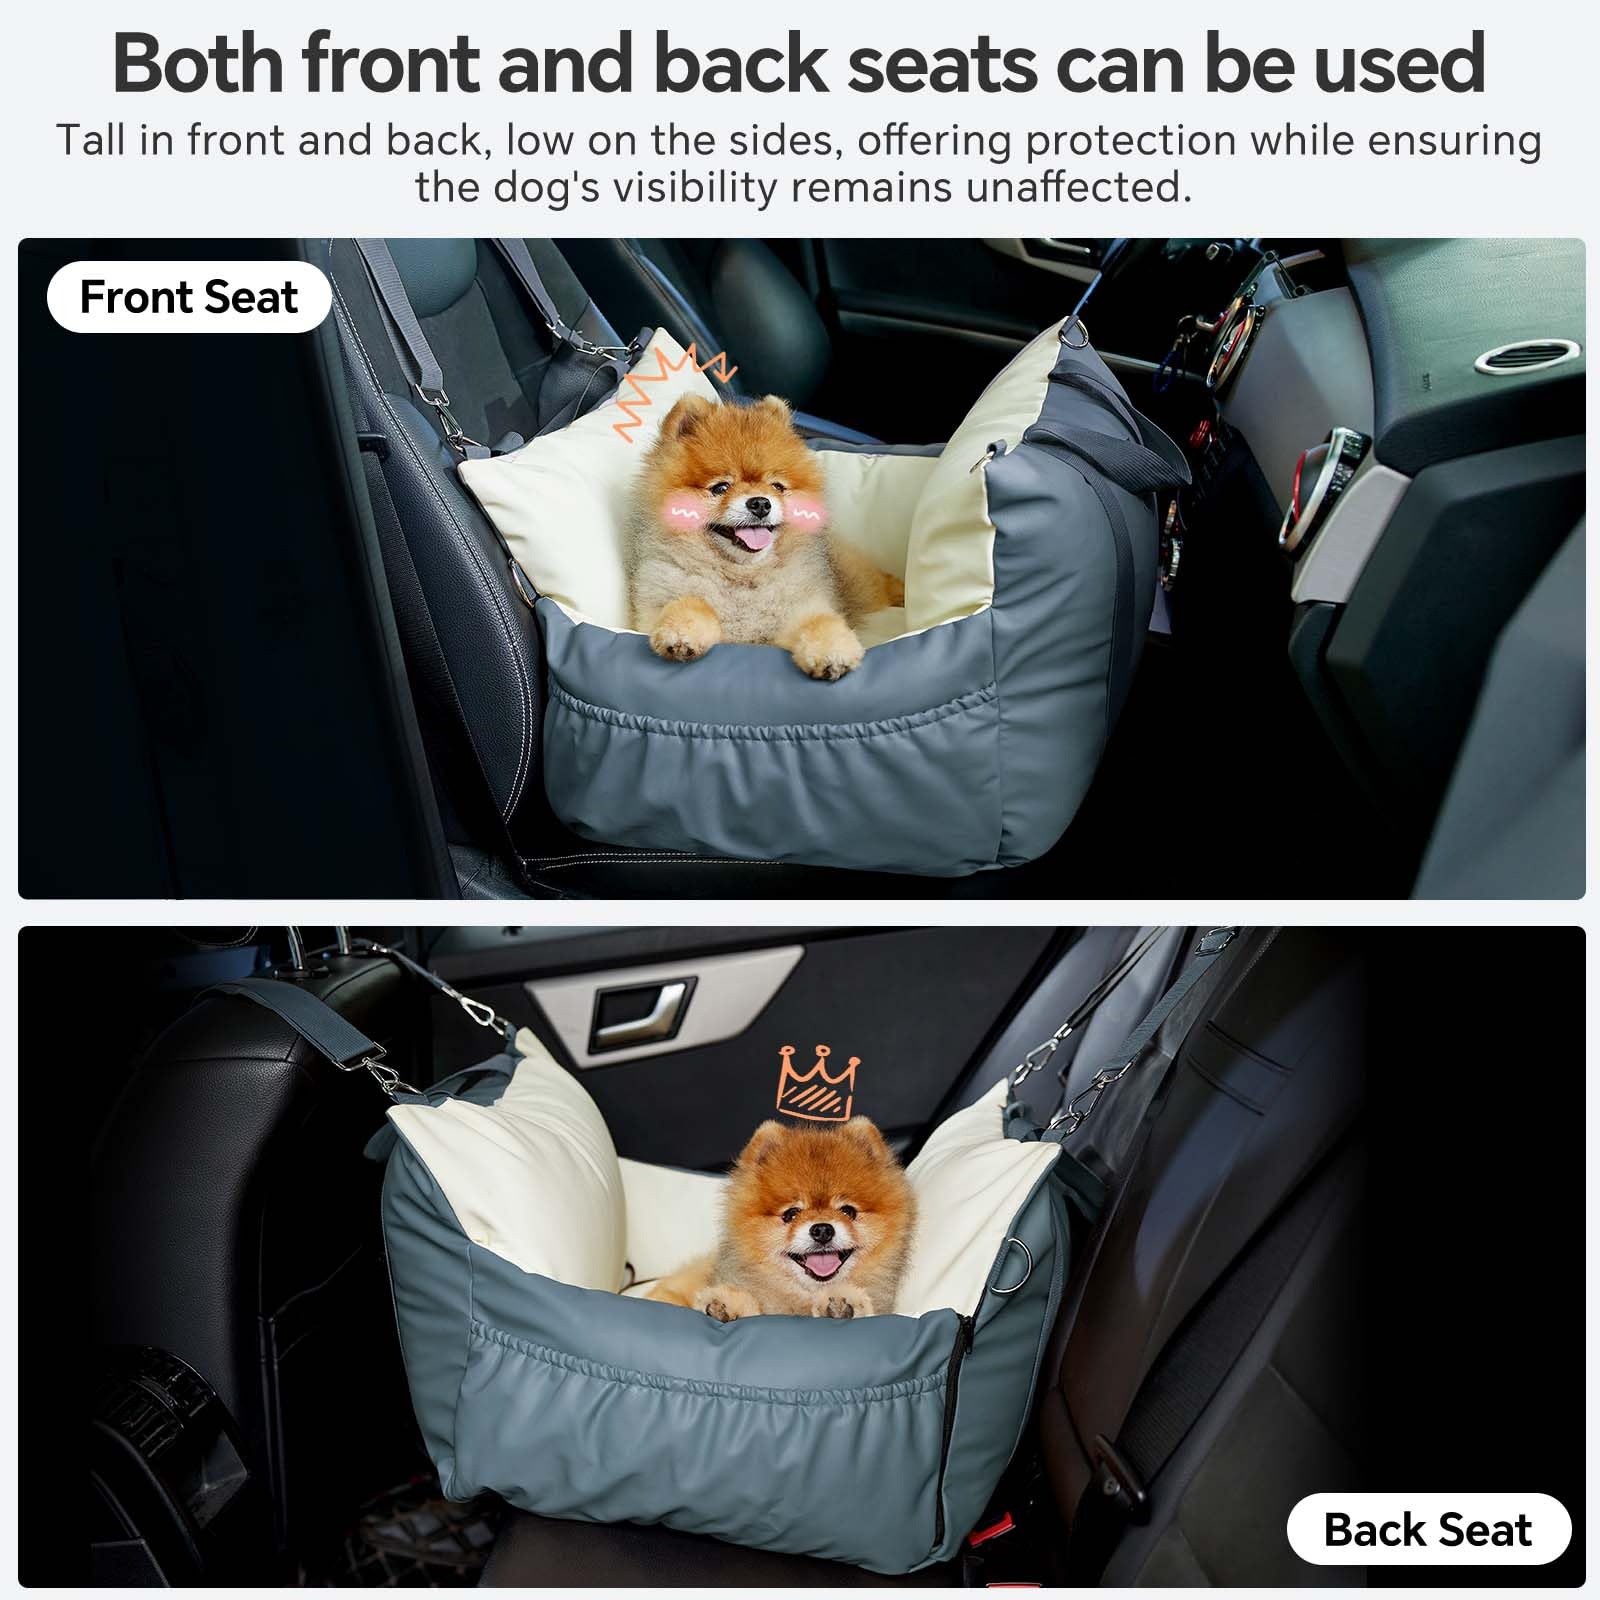 Both front and back seats can be used
Tall in front and back, low on the sides, offering protection while ensuring
the dog's visibility remains unaffected.
Front Seat
Back Seat